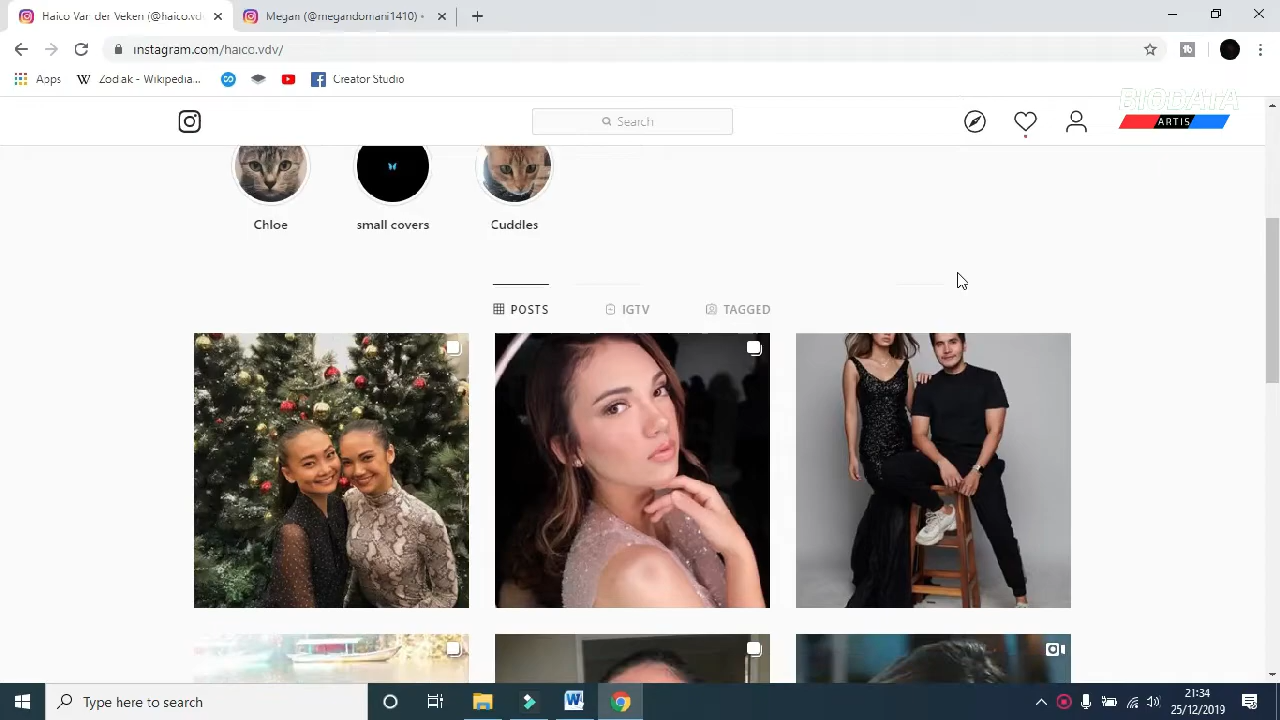 Haico Van der Veken (@haico.vd
Megan (@megandomani1410) •
instagram.com/haico.vdv/
Apps
Zodiak - Wikipedia...
Creator Studio
BIODATA
ARTIS
Search
Chloe
small covers
Cuddles
POSTS
IGTV
TAGGED
Type here to search
21:34
25/12/2019